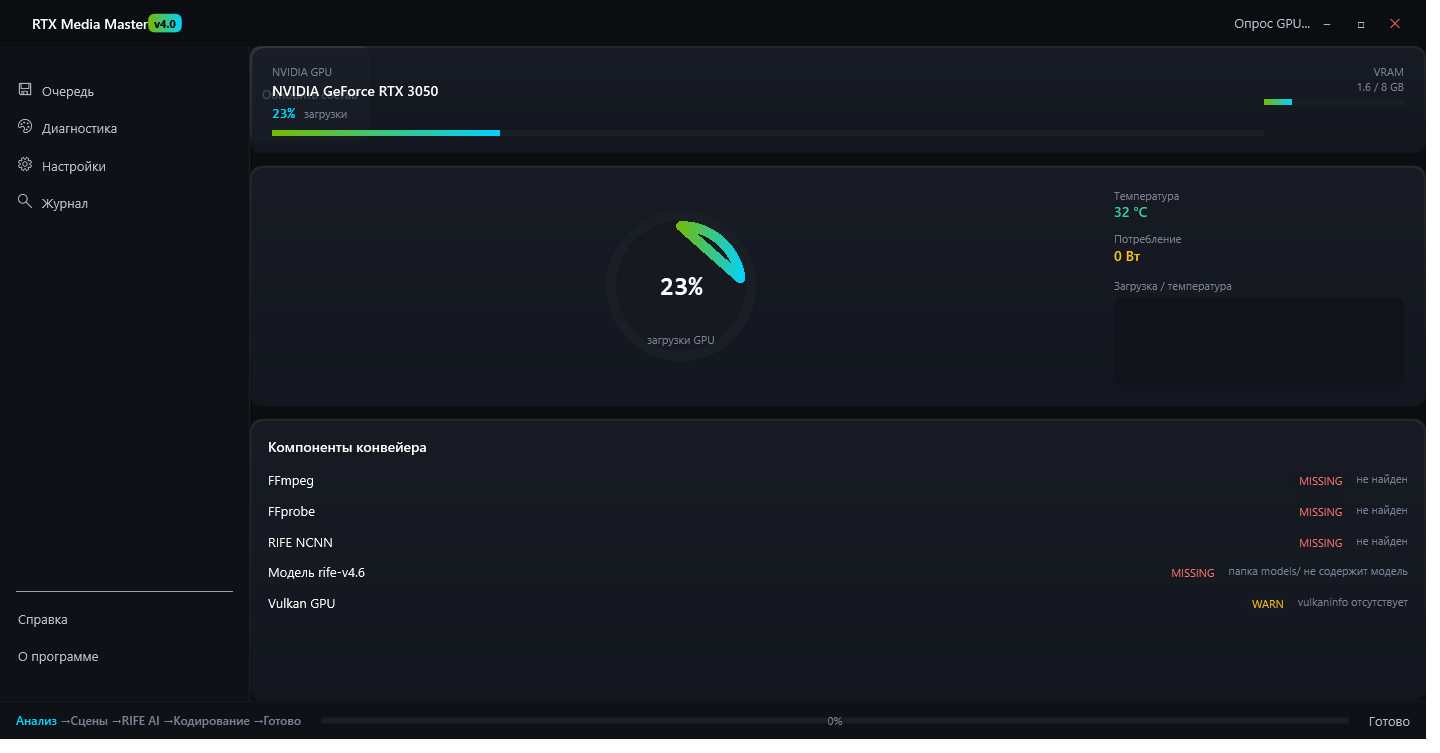 RTX Media Master v4.0
Опрос GPU...
Очередь
Диагностика
Настройки
Журнал
Справка
О программе
NVIDIA GPU
NVIDIA GeForce RTX 3050
23% загрузки
VRAM
1.6 / 8 GB
23%
загрузки GPU
Температура
32 °C
Потребление
0 Вт
Загрузка / температура
Компоненты конвейера
FFmpeg MISSING не найден
FFprobe MISSING не найден
RIFE NCNN MISSING не найден
Модель rife-v4.6 MISSING папка models/ не содержит модель
Vulkan GPU WARN vulkaninfo отсутствует
Анализ →Сцены →RIFE AI →Кодирование →Готово
0%
Готово